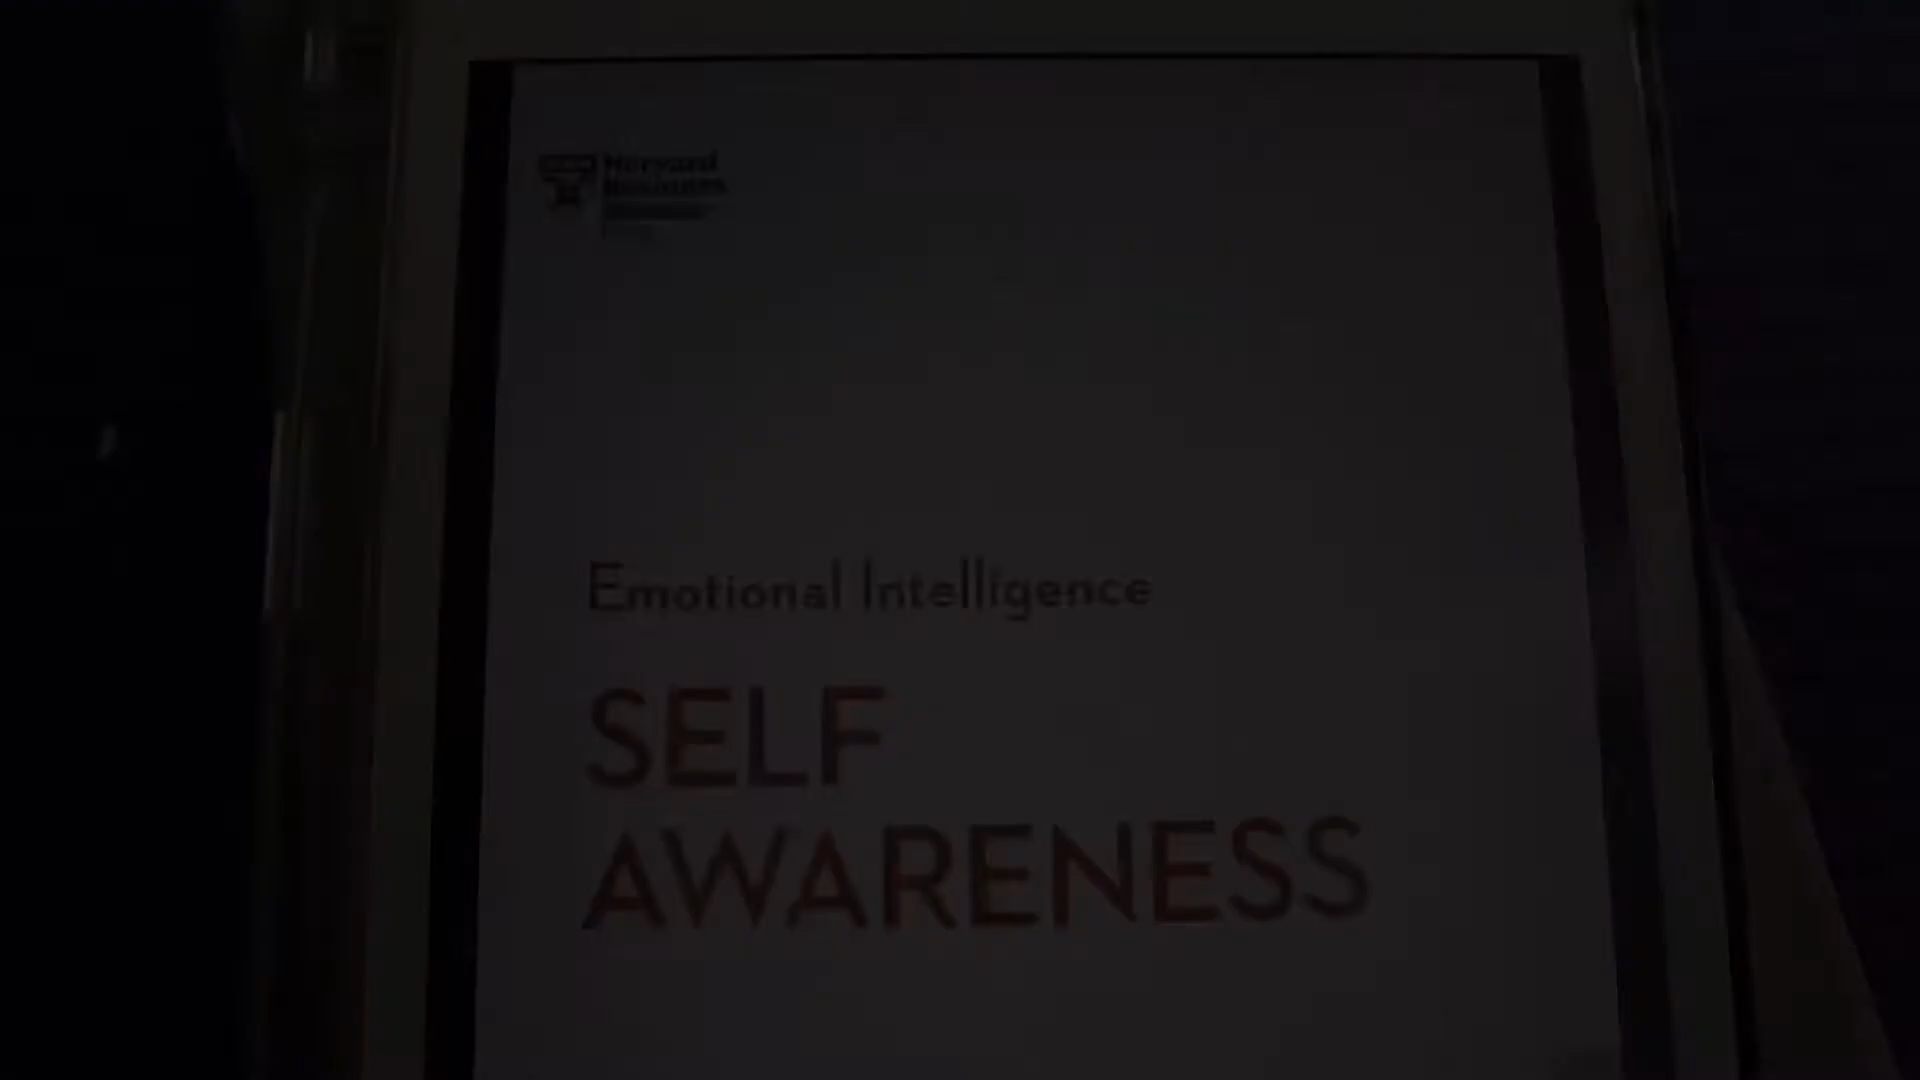 Harvard
Business
Emotional Intelligence
SELF
AWARENESS